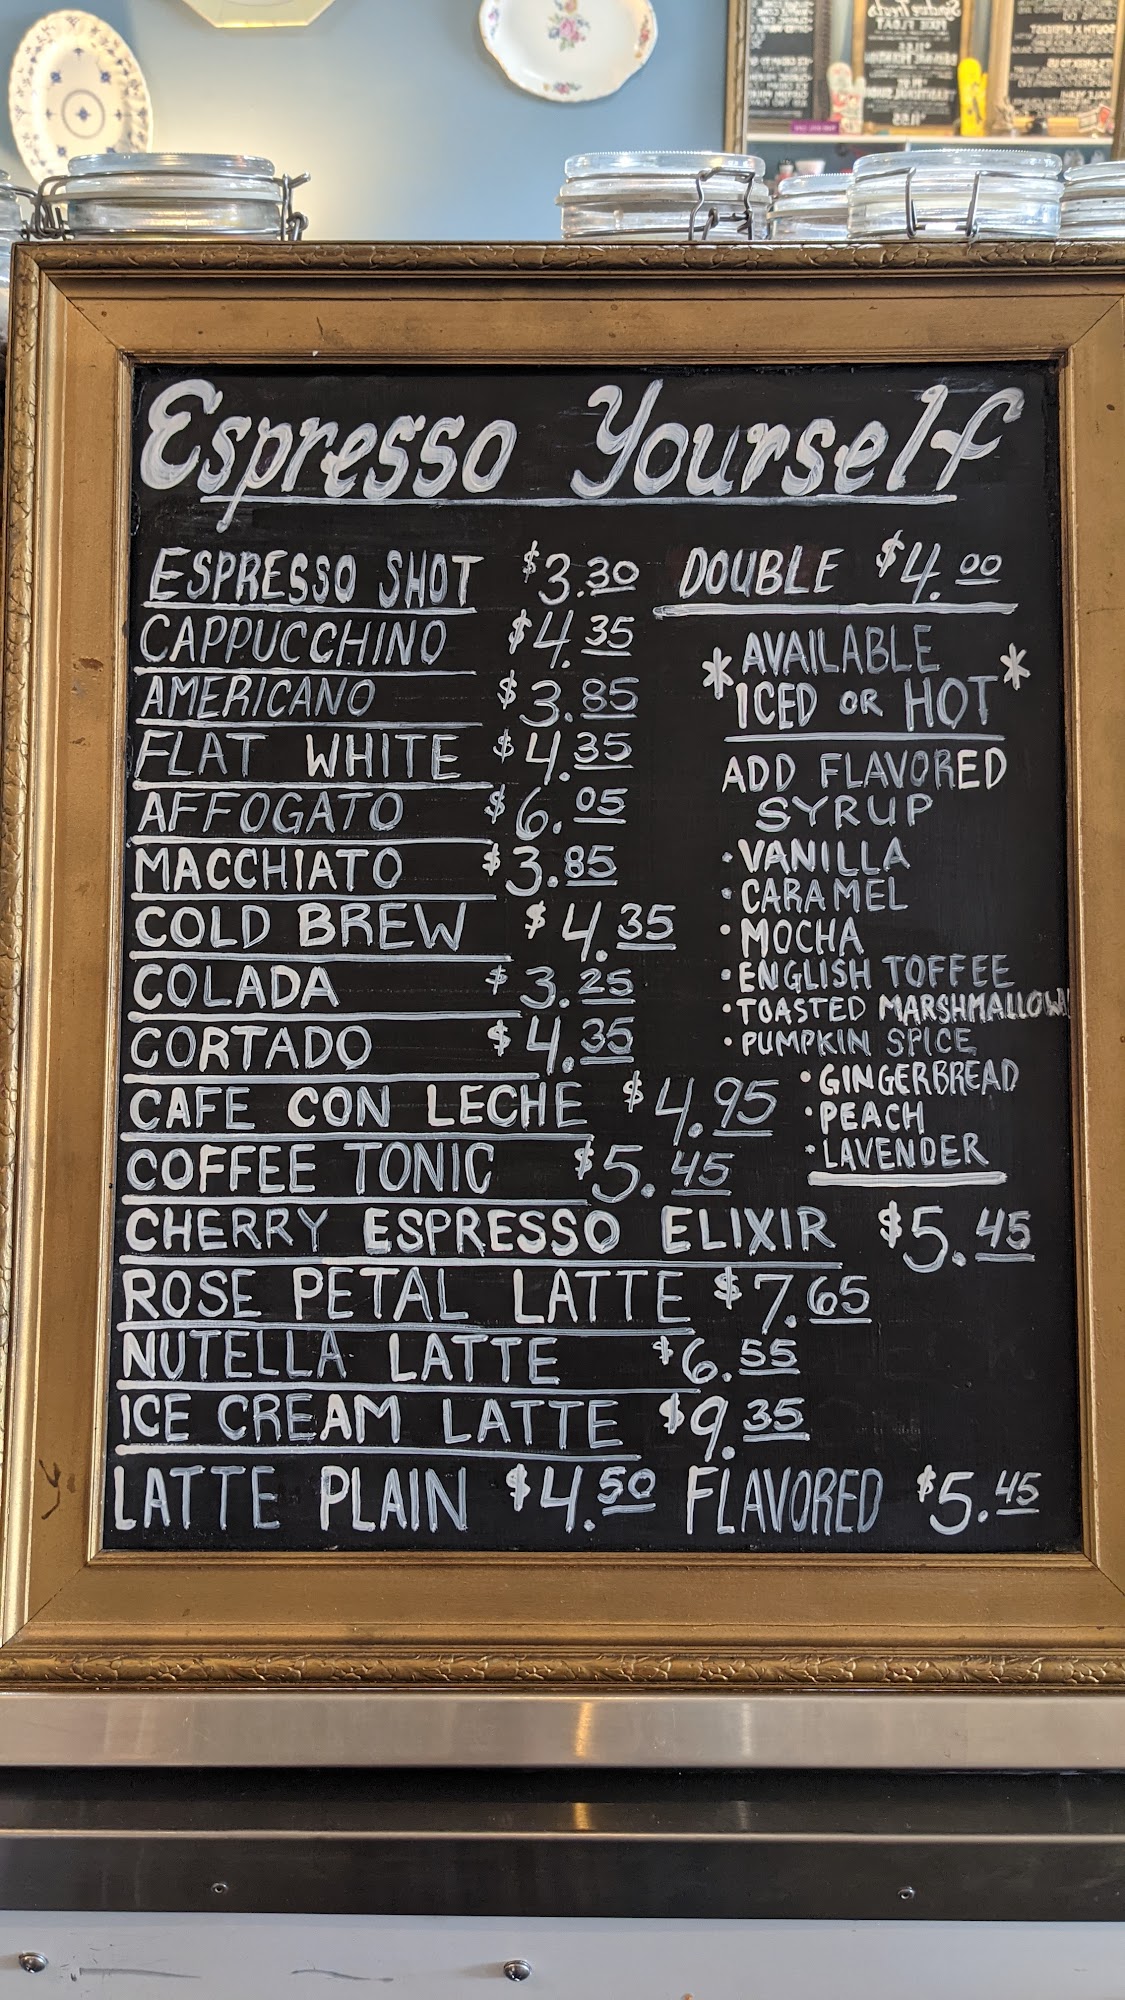 Espresso Yourself
ESPRESSO SHOT $3.30 DOUBLE $4.00
CAPPUCCHINO $4.35
AMERICANO $3.85
FLAT WHITE $4.35
AFFOGATO $6.05
MACCHIATO $3.85
COLD BREW $4.35
COLADA $3.25
CORTADO $4.35
CAFE CON LECHE $4.95
COFFEE TONIC $5.45
CHERRY ESPRESSO ELIXIR $5.45
ROSE PETAL LATTE $7.65
NUTELLA LATTE $6.55
ICE CREAM LATTE $9.35
LATTE PLAIN $4.50 FLAVORED $5.45
*AVAILABLE
ICED OR HOT*
ADD FLAVORED
SYRUP
•VANILLA
•CARAMEL
•MOCHA
•ENGLISH TOFFEE
•TOASTED MARSHMALLOW
•PUMPKIN SPICE
•GINGERBREAD
•PEACH
•LAVENDER